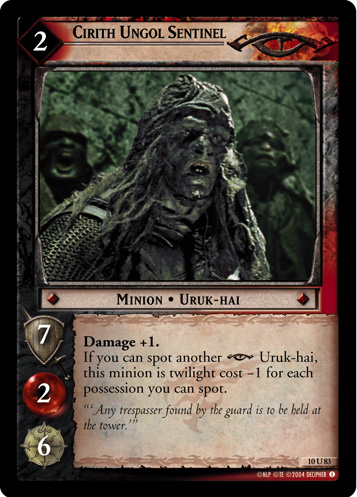 2
Cirith Ungol Sentinel
Minion • Uruk-hai
7
Damage +1.
If you can spot another Uruk-hai,
this minion is twilight cost –1 for each
possession you can spot.
2
“‘Any trespasser found by the guard is to be held
at the tower.’”
6
10 U 83
©NLP ©TE ©2004 DECIPHER